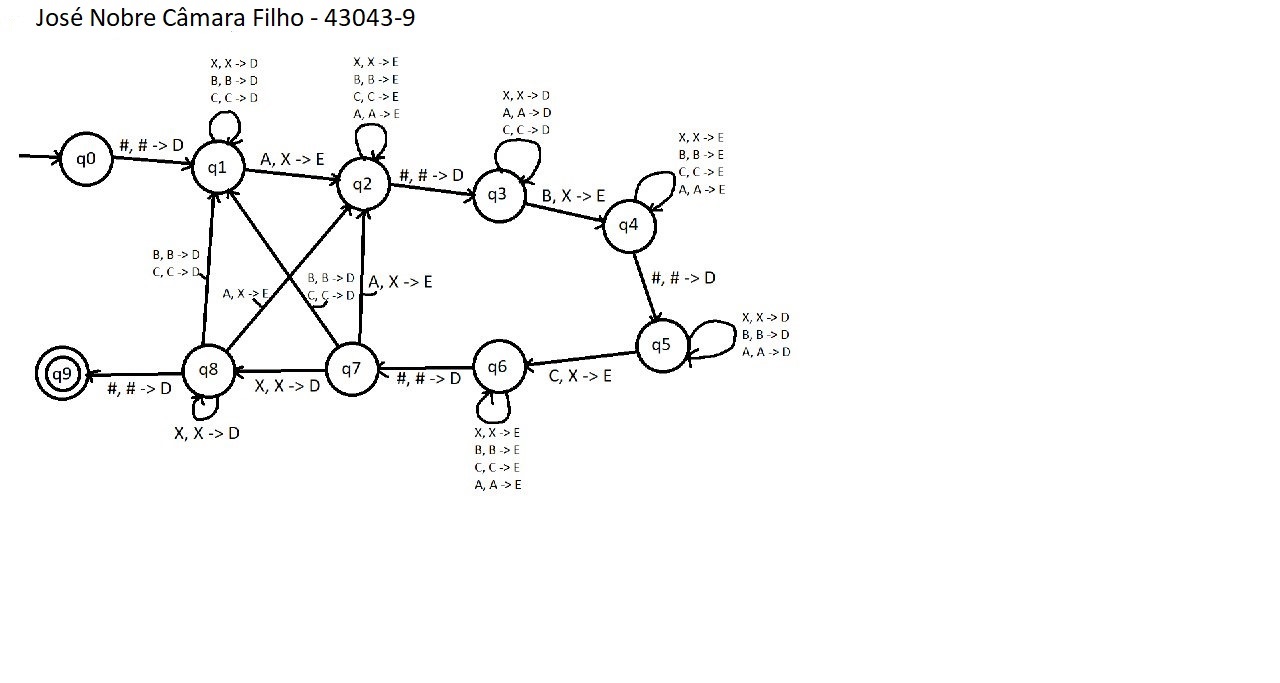 José Nobre Câmara Filho - 43043-9
X, X -> D
B, B -> D
C, C -> D
X, X -> E
B, B -> E
C, C -> E
A, A -> E
X, X -> D
A, A -> D
C, C -> D
X, X -> E
B, B -> E
C, C -> E
A, A -> E
q0
#, # -> D
q1
A, X -> E
q2
#, # -> D
q3
B, X -> E
q4
B, B -> D
C, C -> D
A, X -> E
B, B -> D
C, C -> D
A, X -> E
#, # -> D
X, X -> D
B, B -> D
A, A -> D
q9
#, # -> D
q8
X, X -> D
q7
#, # -> D
q6
C, X -> E
q5
X, X -> D
X, X -> E
B, B -> E
C, C -> E
A, A -> E